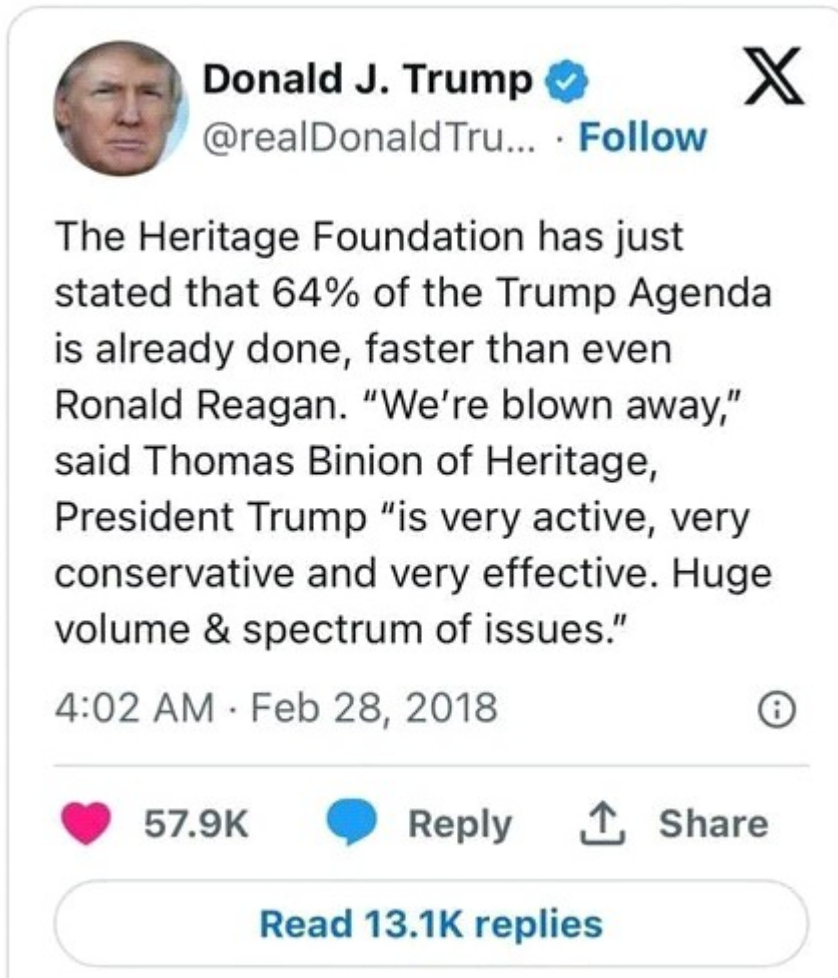 Donald J. Trump
@realDonaldTru... · Follow
The Heritage Foundation has just
stated that 64% of the Trump Agenda
is already done, faster than even
Ronald Reagan. “We’re blown away,”
said Thomas Binion of Heritage,
President Trump “is very active, very
conservative and very effective. Huge
volume & spectrum of issues.”
4:02 AM · Feb 28, 2018
57.9K Reply Share
Read 13.1K replies